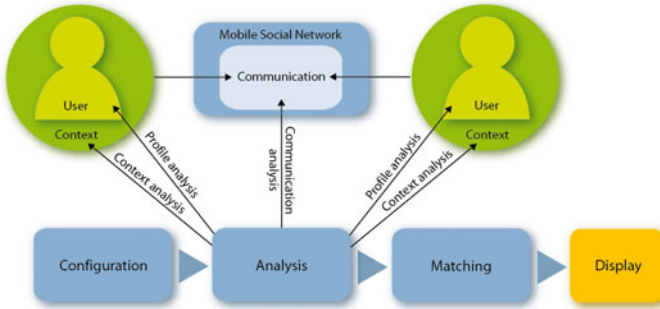 Mobile Social Network
Communication
User
Context
User
Context
Profile analysis
Context analysis
Communication
analysis
Profile analysis
Context analysis
Configuration
Analysis
Matching
Display